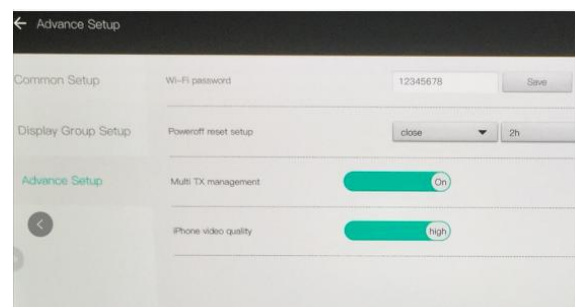 Advance Setup
Common Setup
Wi-Fi password
12345678
Save
Display Group Setup
Poweroff reset setup
close
2h
Advance Setup
Multi TX management
On
iPhone video quality
high